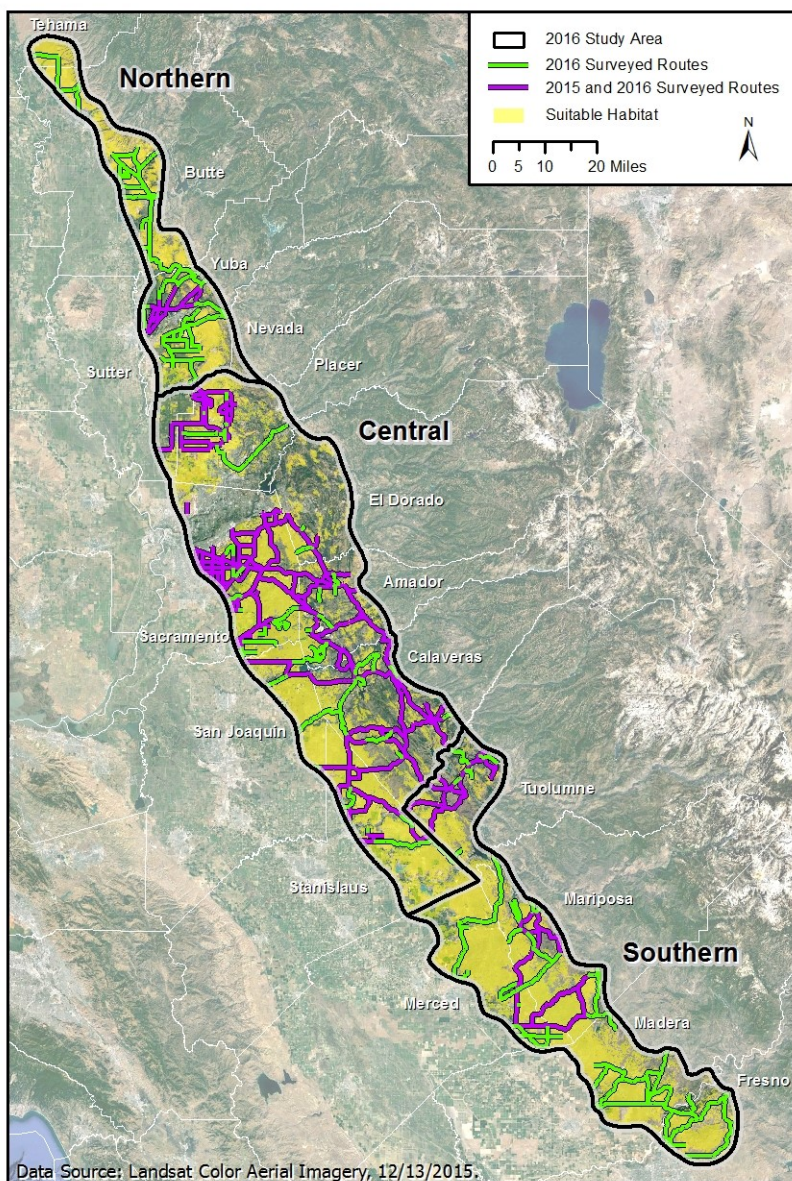 Tehama
Northern
2016 Study Area
2016 Surveyed Routes
2015 and 2016 Surveyed Routes
Suitable Habitat
0 5 10 20 Miles
N
Butte
Yuba
Nevada
Placer
Sutter
Central
El Dorado
Amador
Sacramento
Calaveras
San Joaquin
Tuolumne
Stanislaus
Mariposa
Southern
Merced
Madera
Fresno
Data Source: Landsat Color Aerial Imagery, 12/13/2015.